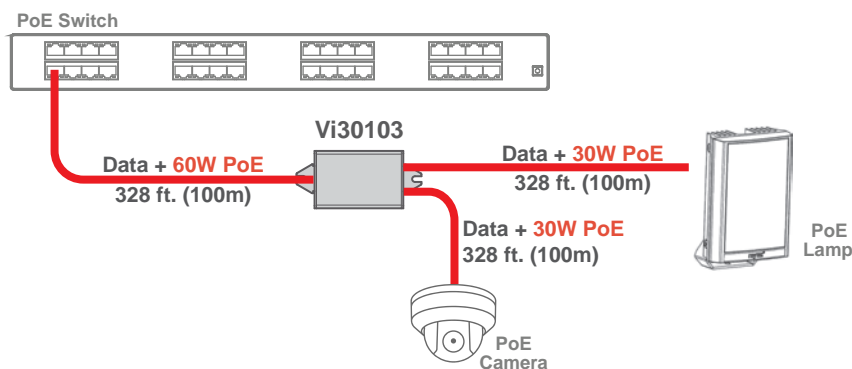 PoE Switch
Vi30103
Data + 60W PoE
328 ft. (100m)
Data + 30W PoE
328 ft. (100m)
Data + 30W PoE
328 ft. (100m)
PoE
Lamp
PoE
Camera